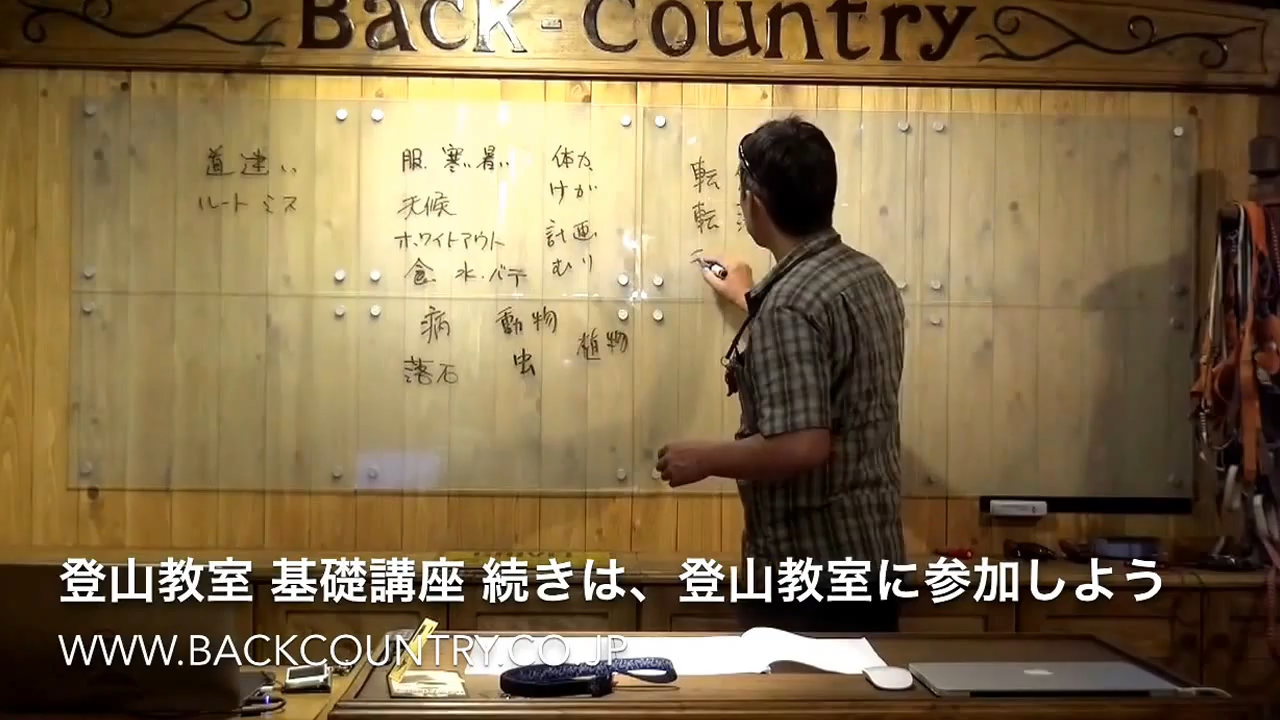 Back-Country
道違い
ルートミス
服 寒い暑い
天候
ホワイトアウト
食 水・バテ
病 動物
落石 虫 植物
体力
けが
計画
むり
転
転
登山教室 基礎講座 続きは、登山教室に参加しよう
WWW.BACKCOUNTRY.CO.JP